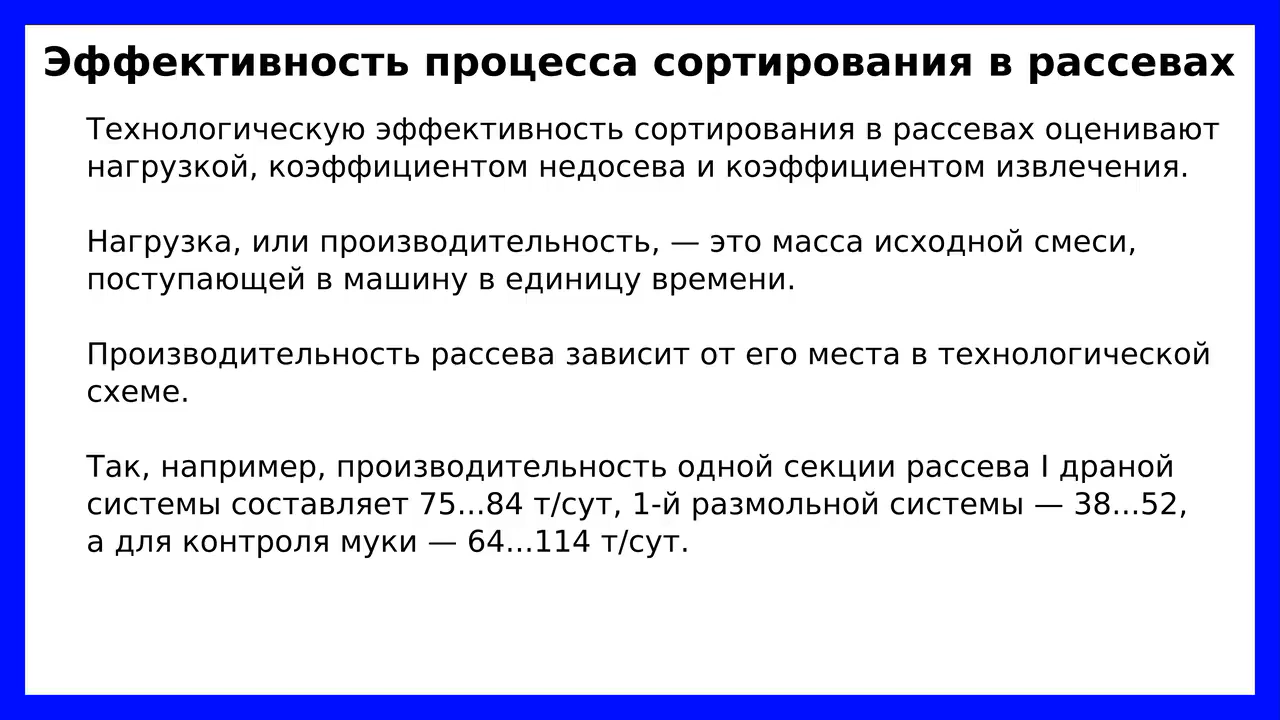 Эффективность процесса сортирования в рассевах
Технологическую эффективность сортирования в рассевах оценивают
нагрузкой, коэффициентом недосева и коэффициентом извлечения.
Нагрузка, или производительность, — это масса исходной смеси,
поступающей в машину в единицу времени.
Производительность рассева зависит от его места в технологической
схеме.
Так, например, производительность одной секции рассева I драной
системы составляет 75...84 т/сут, 1-й размольной системы — 38...52,
а для контроля муки — 64...114 т/сут.